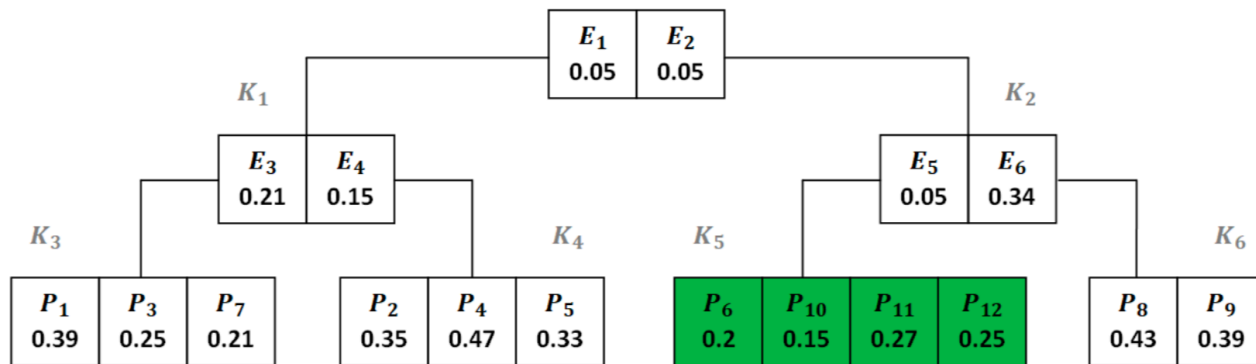 E₁ E₂
0.05 0.05
K₁ K₂
E₃ E₄ E₅ E₆
0.21 0.15 0.05 0.34
K₃ K₄ K₅ K₆
P₁ P₃ P₇ P₂ P₄ P₅ P₆ P₁₀ P₁₁ P₁₂ P₈ P₉
0.39 0.25 0.21 0.35 0.47 0.33 0.2 0.15 0.27 0.25 0.43 0.39